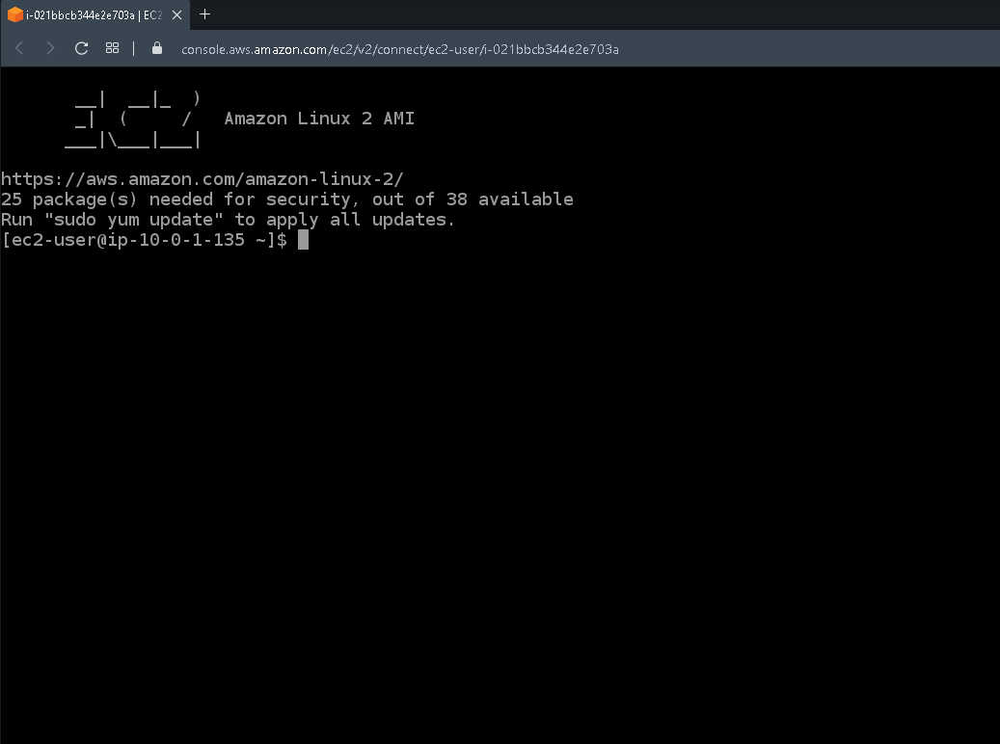 i-021bbcb344e2e703a | EC2
console.aws.amazon.com/ec2/v2/connect/ec2-user/i-021bbcb344e2e703a
       __|  __|_  )
       _|  (     /   Amazon Linux 2 AMI
      ___|\___|___|
https://aws.amazon.com/amazon-linux-2/
25 package(s) needed for security, out of 38 available
Run "sudo yum update" to apply all updates.
[ec2-user@ip-10-0-1-135 ~]$